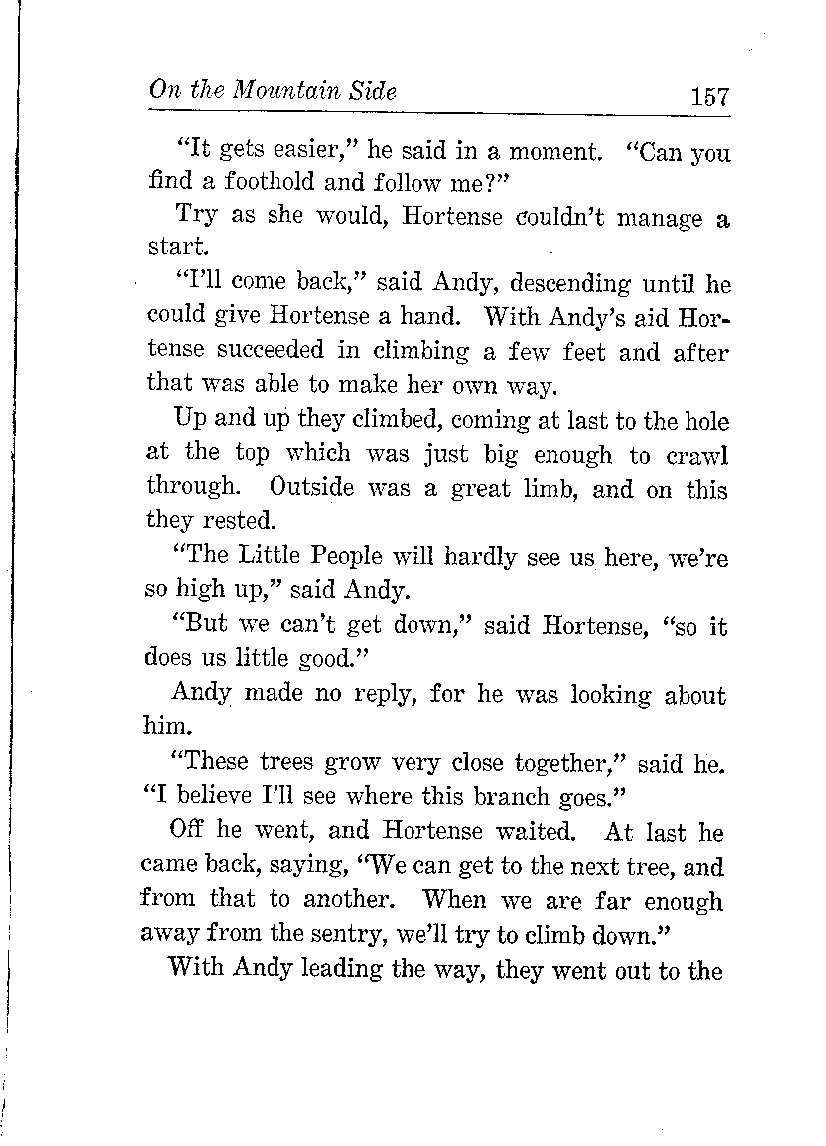 On the Mountain Side 157
“It gets easier,” he said in a moment. “Can you
find a foothold and follow me?”
Try as she would, Hortense couldn’t manage a
start.
“I’ll come back,” said Andy, descending until he
could give Hortense a hand. With Andy’s aid Hor-
tense succeeded in climbing a few feet and after
that was able to make her own way.
Up and up they climbed, coming at last to the hole
at the top which was just big enough to crawl
through. Outside was a great limb, and on this
they rested.
“The Little People will hardly see us here, we’re
so high up,” said Andy.
“But we can’t get down,” said Hortense, “so it
does us little good.”
Andy made no reply, for he was looking about
him.
“These trees grow very close together,” said he.
“I believe I’ll see where this branch goes.”
Off he went, and Hortense waited. At last he
came back, saying, “We can get to the next tree, and
from that to another. When we are far enough
away from the sentry, we’ll try to climb down.”
With Andy leading the way, they went out to the